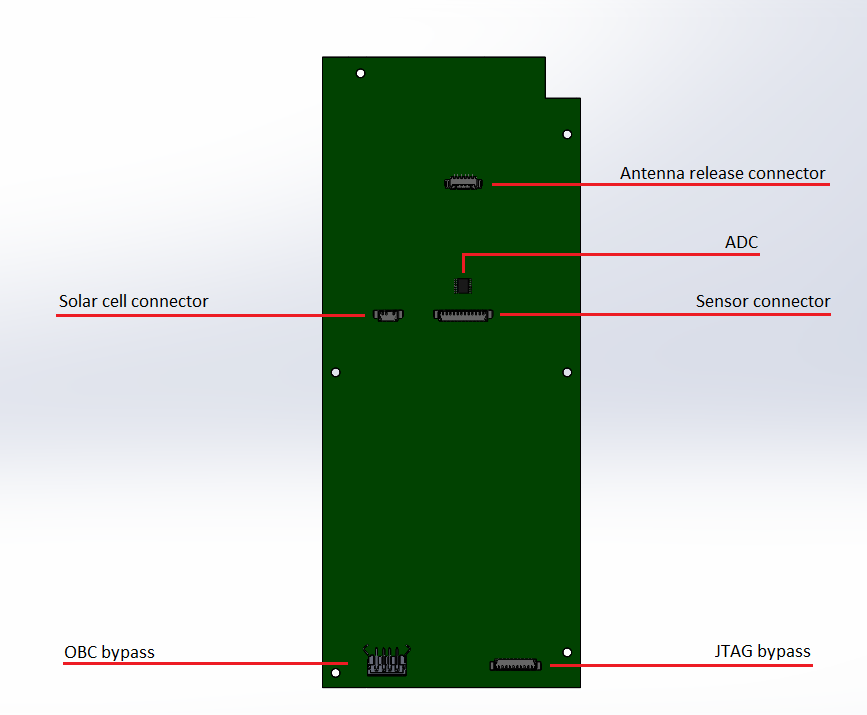 Antenna release connector
ADC
Solar cell connector
Sensor connector
OBC bypass
JTAG bypass